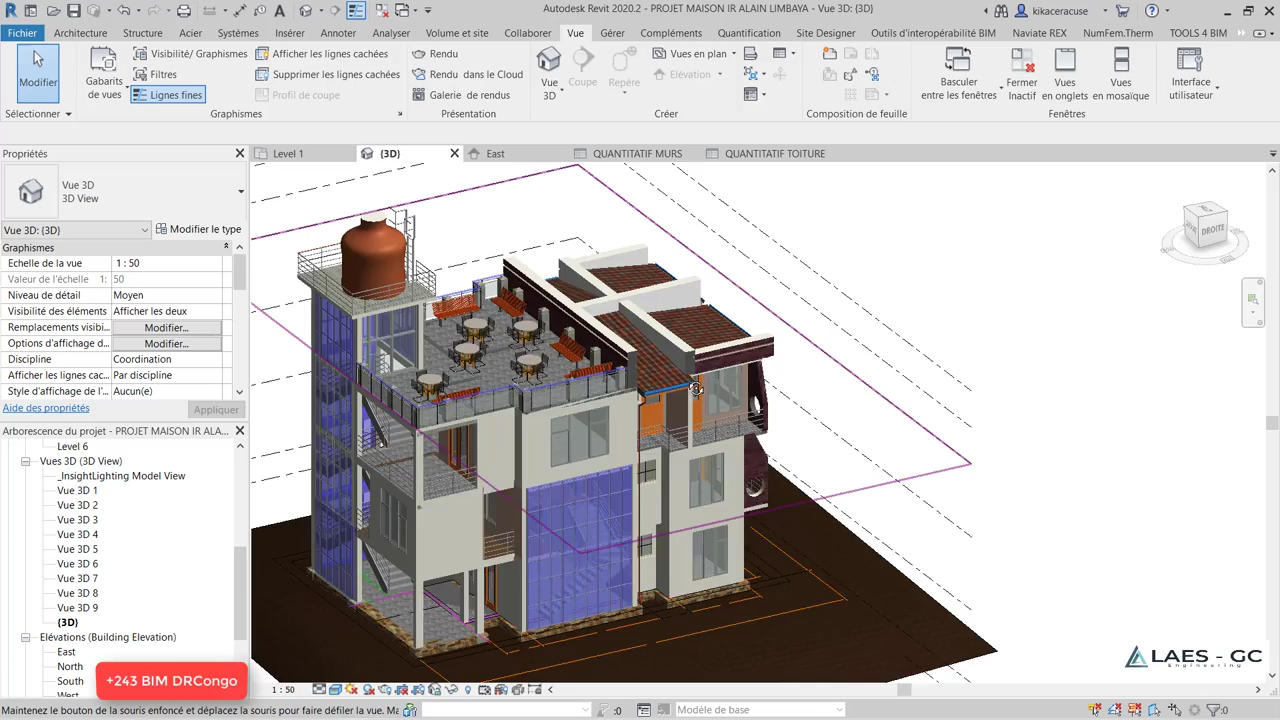 Autodesk Revit 2020.2 - PROJET MAISON IR ALAIN LIMBAYA - Vue 3D: {3D}
kikaceracuse
Fichier Architecture Structure Acier Systèmes Insérer Annoter Analyser Volume et site Collaborer Vue Gérer Compléments Quantification Site Designer Outils d'interopérabilité BIM Naviate REX NumFem.Therm TOOLS 4 BIM
Modifier
Gabarits de vues
Visibilité/ Graphismes
Filtres
Lignes fines
Afficher les lignes cachées
Supprimer les lignes cachées
Profil de coupe
Rendu
Rendu dans le Cloud
Galerie de rendus
Vue 3D
Coupe
Repère
Vues en plan
Élévation
Basculer entre les fenêtres
Fermer Inactif
Vues en onglets
Vues en mosaïque
Interface utilisateur
Sélectionner
Graphismes
Présentation
Créer
Composition de feuille
Fenêtres
Propriétés
Level 1
{3D}
East
QUANTITATIF MURS
QUANTITATIF TOITURE
Vue 3D
3D View
Vue 3D: {3D}
Modifier le type
Graphismes
Echelle de la vue 1 : 50
Valeur de l'échelle 1: 50
Niveau de détail Moyen
Visibilité des éléments Afficher les deux
Remplacements visibi... Modifier...
Options d'affichage d... Modifier...
Discipline Coordination
Afficher les lignes cac... Par discipline
Style d'affichage de l'... Aucun(e)
Aide des propriétés
Appliquer
Arborescence du projet - PROJET MAISON IR ALAIN LIMBAYA...
Level 6
Vues 3D (3D View)
_InsightLighting Model View
Vue 3D 1
Vue 3D 2
Vue 3D 3
Vue 3D 4
Vue 3D 5
Vue 3D 6
Vue 3D 7
Vue 3D 8
Vue 3D 9
{3D}
Elévations (Building Elevation)
East
North
South
West
DROITE
+243 BIM DRCongo
LAES - GC
Engineering
1 : 50
Maintenez le bouton de la souris enfoncé et déplacez la souris pour faire défiler la vue. Ma
:0
Modèle de base
:0